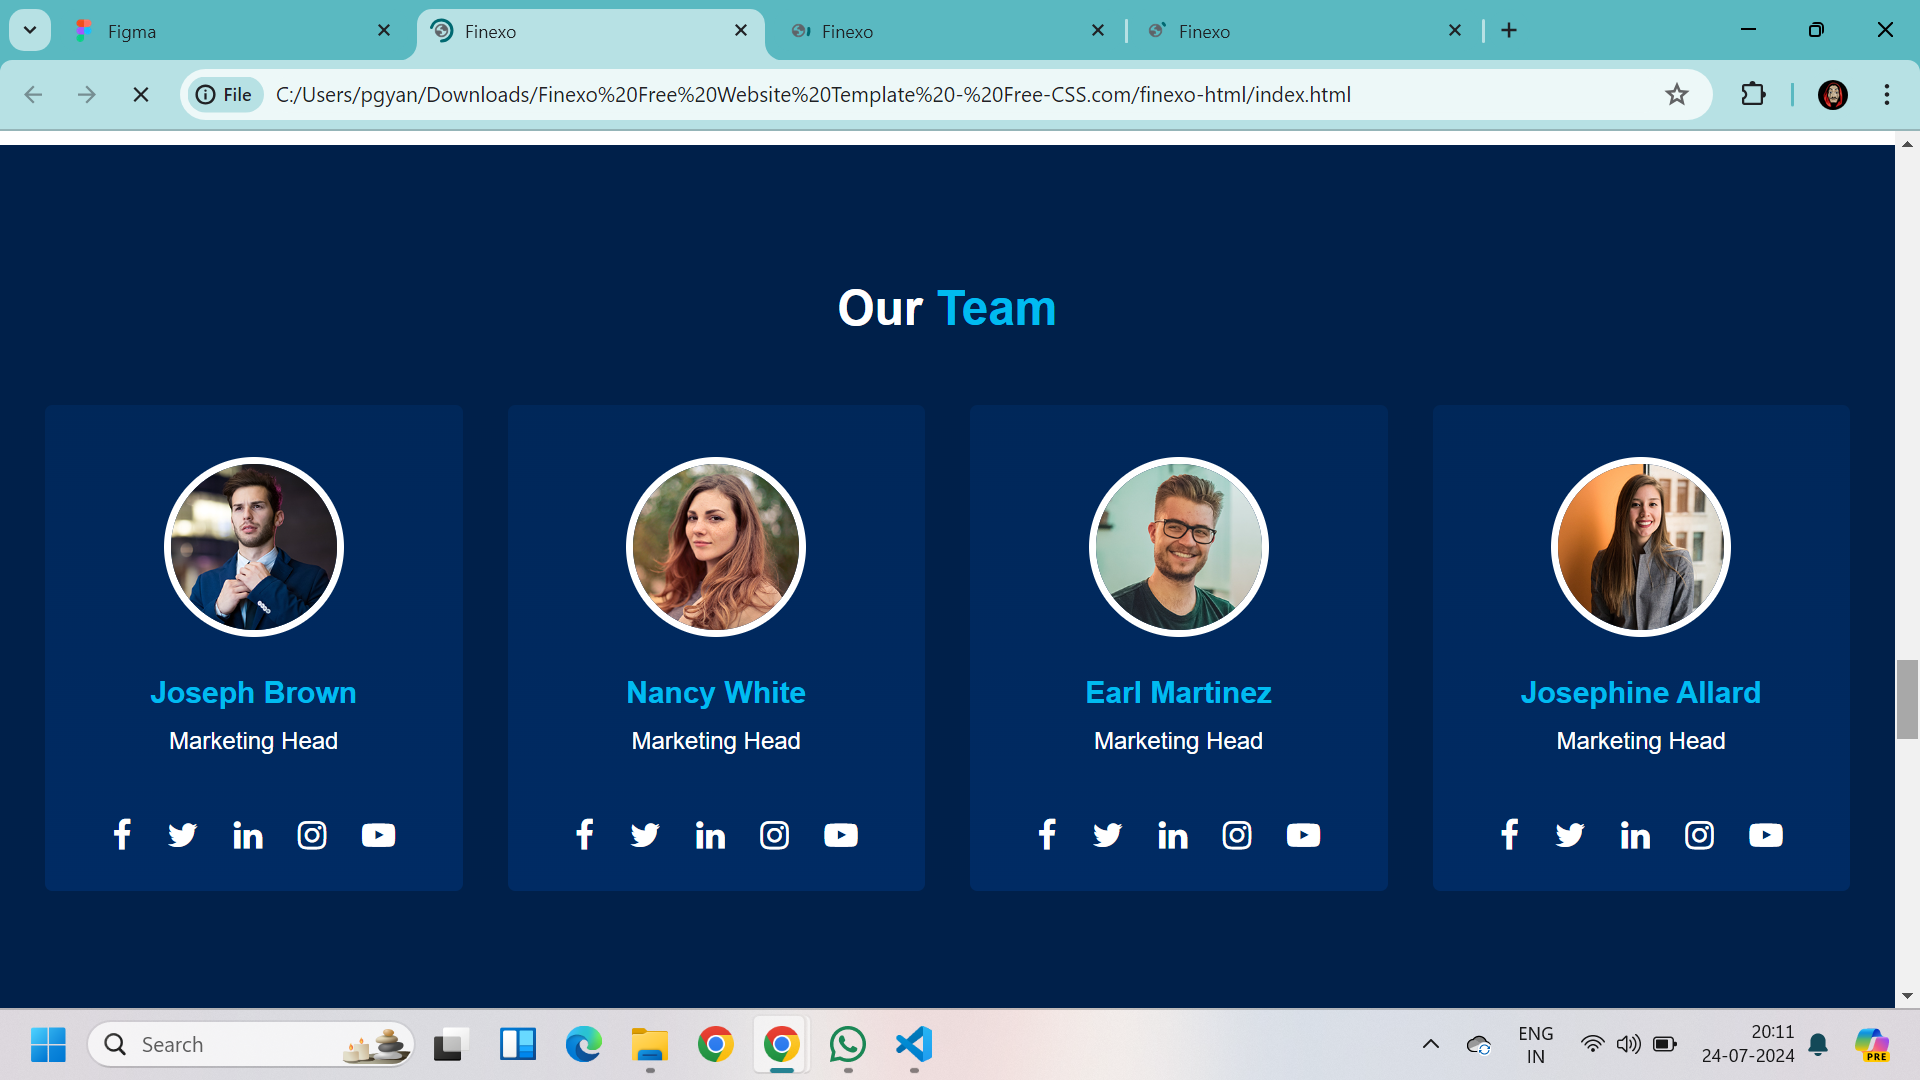 Figma
Finexo
Finexo
Finexo
File
C:/Users/pgyan/Downloads/Finexo%20Free%20Website%20Template%20-%20Free-CSS.com/finexo-html/index.html
Our Team
Joseph Brown
Marketing Head
Nancy White
Marketing Head
Earl Martinez
Marketing Head
Josephine Allard
Marketing Head
Search
ENG
IN
20:11
24-07-2024
PRE